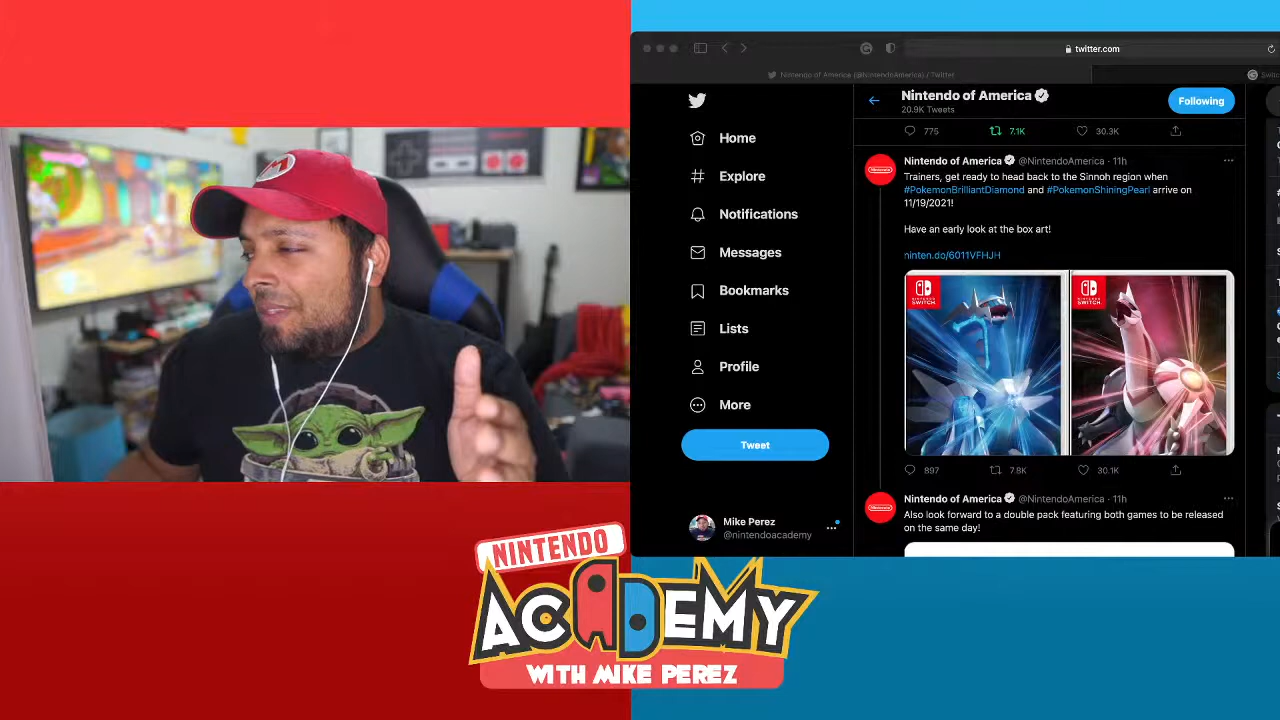 twitter.com
Nintendo of America (@NintendoAmerica) / Twitter
Nintendo of America
20.9K Tweets
Following
775
7.1K
30.3K
Home
Explore
Notifications
Messages
Bookmarks
Lists
Profile
More
Tweet
Mike Perez
@nintendoacademy
Nintendo of America @NintendoAmerica · 11h
Trainers, get ready to head back to the Sinnoh region when
#PokemonBrilliantDiamond and #PokemonShiningPearl arrive on
11/19/2021!
Have an early look at the box art!
ninten.do/6011VFHJH
NINTENDO
SWITCH
NINTENDO
SWITCH
897
7.8K
30.1K
Nintendo of America @NintendoAmerica · 11h
Also look forward to a double pack featuring both games to be released
on the same day!
M
NINTENDO
ACADEMY
WITH MIKE PEREZ